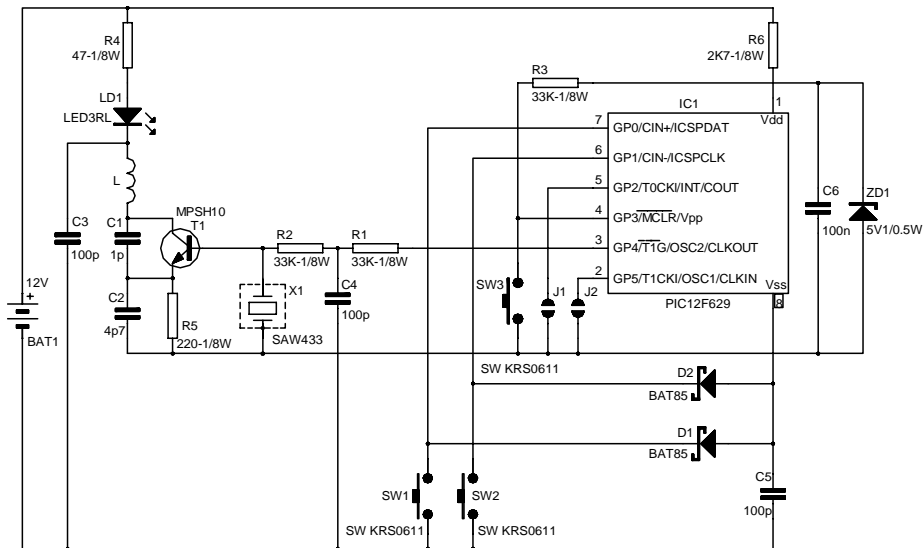 R4
47-1/8W
LD1
LED3RL
L
C3
100p
C1
1p
MPSH10
T1
C2
4p7
R5
220-1/8W
12V
+
BAT1
R2
33K-1/8W
R1
33K-1/8W
X1
SAW433
C4
100p
R3
33K-1/8W
R6
2K7-1/8W
IC1
1
Vdd
7
GP0/CIN+/ICSPDAT
6
GP1/CIN-/ICSPCLK
5
GP2/T0CKI/INT/COUT
4
GP3/MCLR/Vpp
3
GP4/T1G/OSC2/CLKOUT
2
GP5/T1CKI/OSC1/CLKIN
Vss
8
PIC12F629
C6
100n
ZD1
5V1/0.5W
SW3
J1
J2
SW KRS0611
D2
BAT85
D1
BAT85
SW1
SW2
SW KRS0611
SW KRS0611
C5
100p